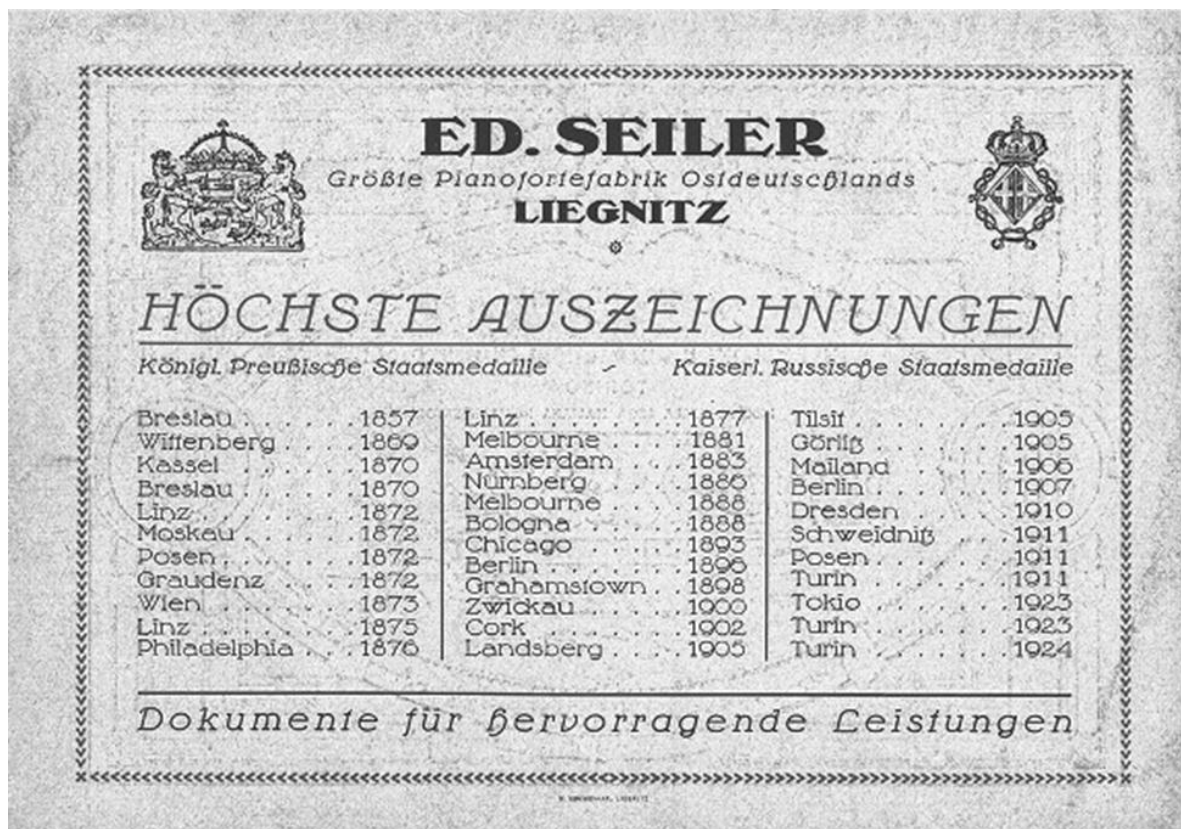 ED. SEILER
Größte Pianofortefabrik Ostdeutschlands
LIEGNITZ
HÖCHSTE AUSZEICHNUNGEN
Königl. Preußische Staatsmedaille - Kaiserl. Russische Staatsmedaille
Breslau . . . . . . 1857
Wittenberg . . . . 1869
Kassel . . . . . . 1870
Breslau . . . . . . 1870
Linz . . . . . . . 1872
Moskau . . . . . . 1872
Posen . . . . . . 1872
Graudenz . . . . 1872
Wien . . . . . . . 1873
Linz . . . . . . . 1875
Philadelphia . . . 1876
Linz . . . . . . . 1877
Melbourne . . . . 1881
Amsterdam . . . 1883
Nürnberg . . . . 1886
Melbourne . . . . 1888
Bologna . . . . . 1888
Chicago . . . . . 1893
Berlin . . . . . . 1896
Grahamstown . . 1898
Zwickau . . . . . 1900
Cork . . . . . . . 1902
Landsberg . . . . 1905
Tilsit . . . . . . . 1905
Görlitz . . . . . . 1905
Mailand . . . . . 1906
Berlin . . . . . . 1907
Dresden . . . . . 1910
Schweidnitz . . . 1911
Posen . . . . . . 1911
Turin . . . . . . . 1911
Tokio . . . . . . . 1923
Turin . . . . . . . 1923
Turin . . . . . . . 1924
Dokumente für hervorragende Leistungen